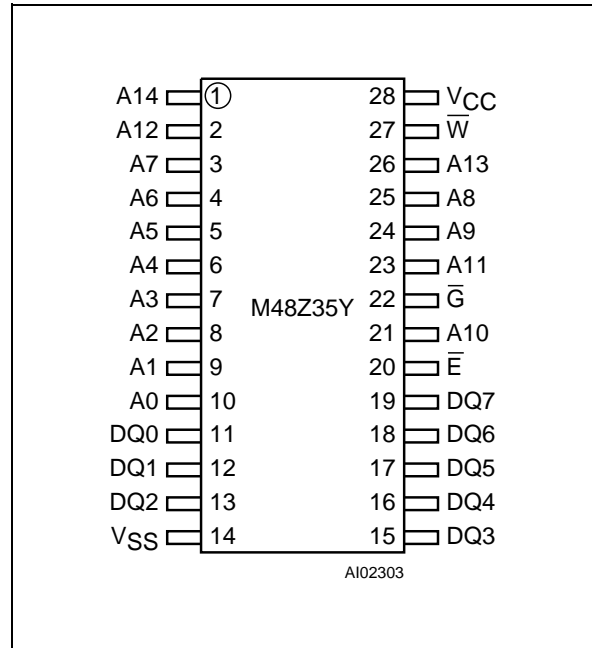 A14 1 28 VCC
A12 2 27 W̅
A7 3 26 A13
A6 4 25 A8
A5 5 24 A9
A4 6 23 A11
A3 7 22 G̅
M48Z35Y
A2 8 21 A10
A1 9 20 E̅
A0 10 19 DQ7
DQ0 11 18 DQ6
DQ1 12 17 DQ5
DQ2 13 16 DQ4
VSS 14 15 DQ3
AI02303